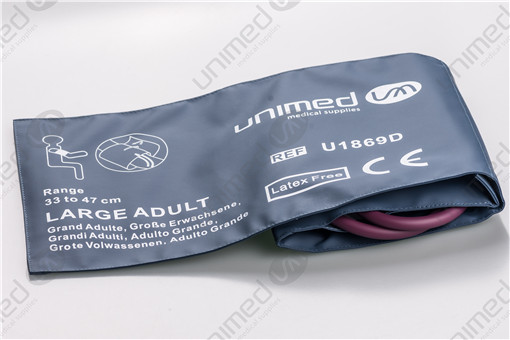 unimed
medical supplies
REF U1869D
Latex Free
CE
Range
33 to 47 cm
LARGE ADULT
Grand Adulte, Große Erwachsene,
Grandi Adulti, Adulto Grande,
Grote Volwassenen, Adulto Grande